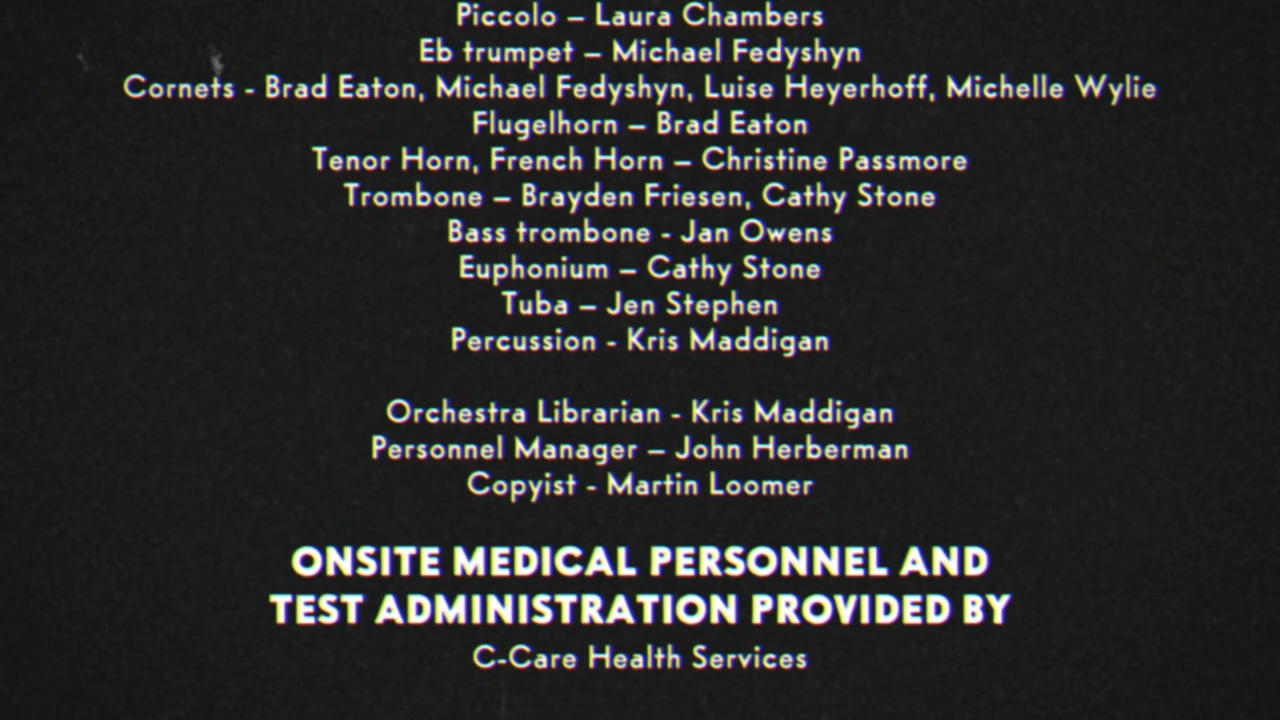 Piccolo – Laura Chambers
Eb trumpet – Michael Fedyshyn
Cornets - Brad Eaton, Michael Fedyshyn, Luise Heyerhoff, Michelle Wylie
Flugelhorn – Brad Eaton
Tenor Horn, French Horn – Christine Passmore
Trombone – Brayden Friesen, Cathy Stone
Bass trombone - Jan Owens
Euphonium – Cathy Stone
Tuba – Jen Stephen
Percussion - Kris Maddigan
Orchestra Librarian - Kris Maddigan
Personnel Manager – John Herberman
Copyist - Martin Loomer
ONSITE MEDICAL PERSONNEL AND
TEST ADMINISTRATION PROVIDED BY
C-Care Health Services